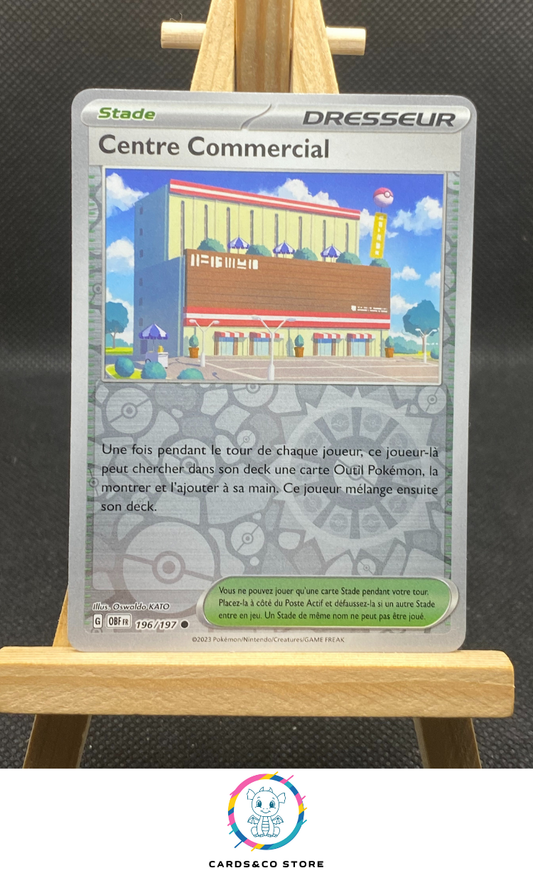 Stade
DRESSEUR
Centre Commercial
Une fois pendant le tour de chaque joueur, ce joueur-là
peut chercher dans son deck une carte Outil Pokémon, la
montrer et l'ajouter à sa main. Ce joueur mélange ensuite
son deck.
Vous ne pouvez jouer qu'une carte Stade pendant votre tour.
Placez-la à côté du Poste Actif et défaussez-la si un autre Stade
entre en jeu. Un Stade de même nom ne peut pas être joué.
Illus. Oswaldo KATO
G OBF FR 196/197
©2023 Pokémon/Nintendo/Creatures/GAME FREAK
CARDS&CO STORE